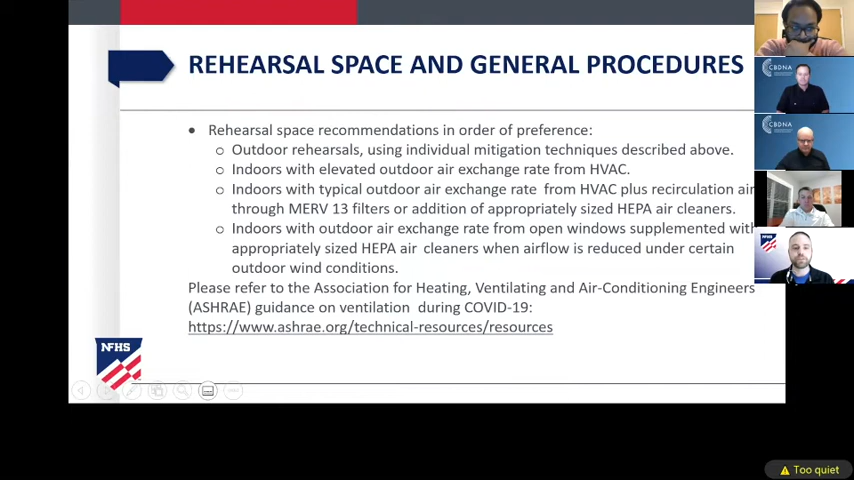 REHEARSAL SPACE AND GENERAL PROCEDURES
• Rehearsal space recommendations in order of preference:
o Outdoor rehearsals, using individual mitigation techniques described above.
o Indoors with elevated outdoor air exchange rate from HVAC.
o Indoors with typical outdoor air exchange rate from HVAC plus recirculation air
through MERV 13 filters or addition of appropriately sized HEPA air cleaners.
o Indoors with outdoor air exchange rate from open windows supplemented with
appropriately sized HEPA air cleaners when airflow is reduced under certain
outdoor wind conditions.
Please refer to the Association for Heating, Ventilating and Air-Conditioning Engineers
(ASHRAE) guidance on ventilation during COVID-19:
https://www.ashrae.org/technical-resources/resources
NFHS
CBDNA
CBDNA
Too quiet